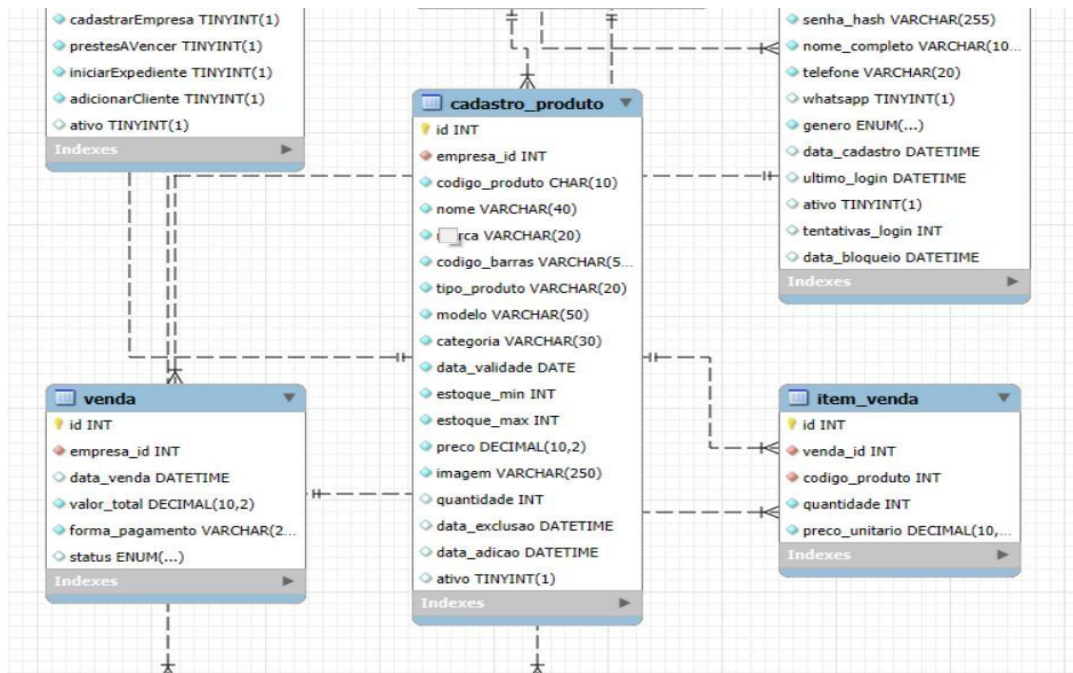 cadastrarEmpresa TINYINT(1)
prestesAVencer TINYINT(1)
iniciarExpediente TINYINT(1)
adicionarCliente TINYINT(1)
ativo TINYINT(1)
Indexes
cadastro_produto
id INT
empresa_id INT
codigo_produto CHAR(10)
nome VARCHAR(40)
VARCHAR(20)
codigo_barras VARCHAR(5...
tipo_produto VARCHAR(20)
modelo VARCHAR(50)
categoria VARCHAR(30)
data_validade DATE
estoque_min INT
estoque_max INT
preco DECIMAL(10,2)
imagem VARCHAR(250)
quantidade INT
data_exclusao DATETIME
data_adicao DATETIME
ativo TINYINT(1)
Indexes
senha_hash VARCHAR(255)
nome_completo VARCHAR(10...
telefone VARCHAR(20)
whatsapp TINYINT(1)
genero ENUM(...)
data_cadastro DATETIME
ultimo_login DATETIME
ativo TINYINT(1)
tentativas_login INT
data_bloqueio DATETIME
Indexes
venda
id INT
empresa_id INT
data_venda DATETIME
valor_total DECIMAL(10,2)
forma_pagamento VARCHAR(2...
status ENUM(...)
Indexes
item_venda
id INT
venda_id INT
codigo_produto INT
quantidade INT
preco_unitario DECIMAL(10,...
Indexes